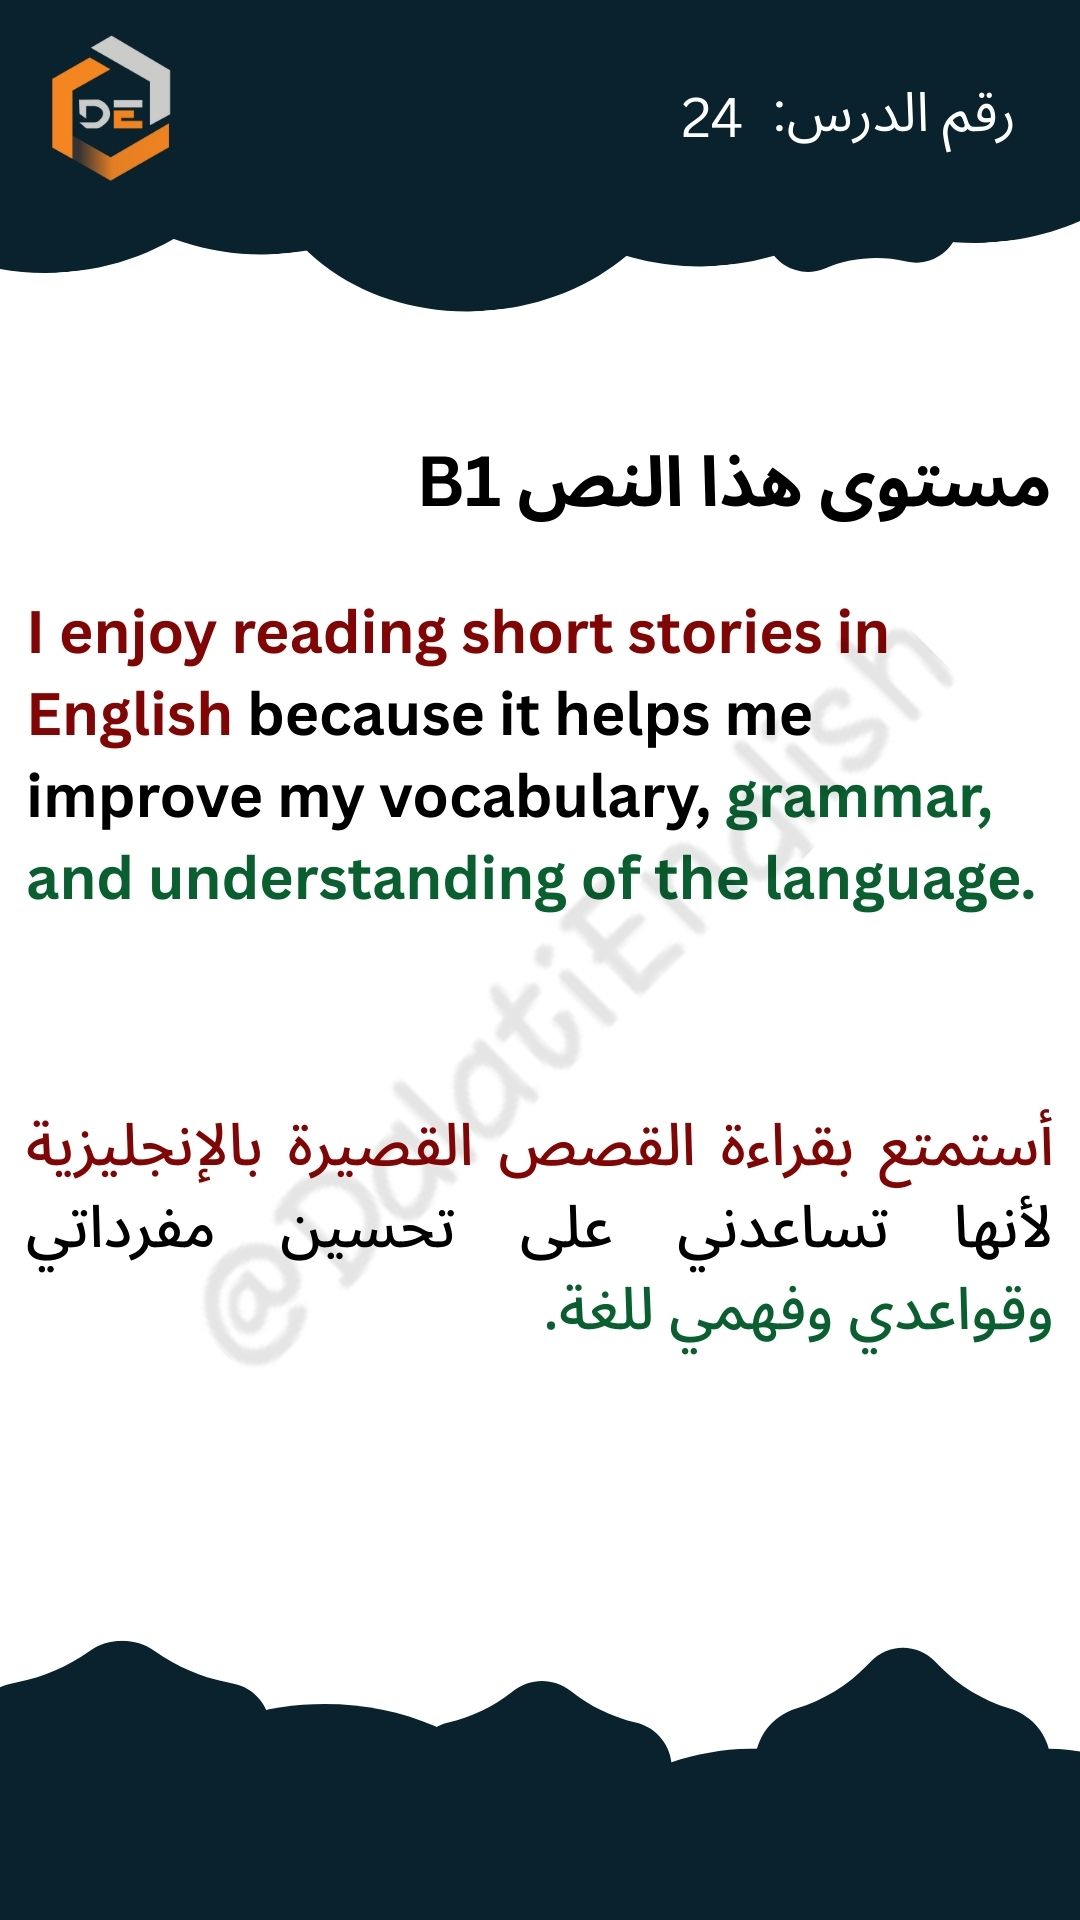 DE
رقم الدرس: 24
مستوى هذا النص B1
I enjoy reading short stories in
English because it helps me
improve my vocabulary, grammar,
and understanding of the language.
@DalatiEnglish
أستمتع بقراءة القصص القصيرة بالإنجليزية
لأنها تساعدني على تحسين مفرداتي
وقواعدي وفهمي للغة.